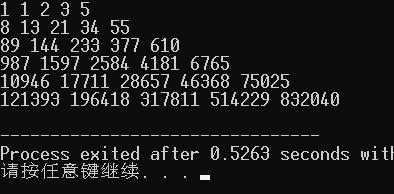 1 1 2 3 5
8 13 21 34 55
89 144 233 377 610
987 1597 2584 4181 6765
10946 17711 28657 46368 75025
121393 196418 317811 514229 832040
--------------------------------
Process exited after 0.5263 seconds with
请按任意键继续. . .